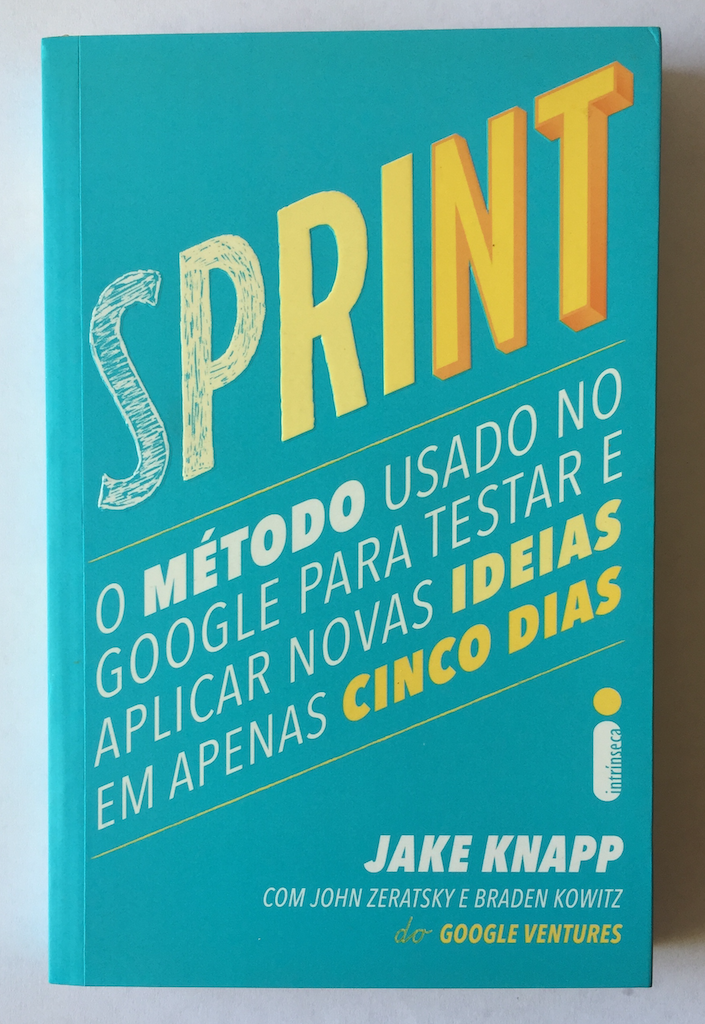 SPRINT
O MÉTODO USADO NO
GOOGLE PARA TESTAR E
APLICAR NOVAS IDEIAS
EM APENAS CINCO DIAS
intrínseca
JAKE KNAPP
COM JOHN ZERATSKY E BRADEN KOWITZ
do GOOGLE VENTURES